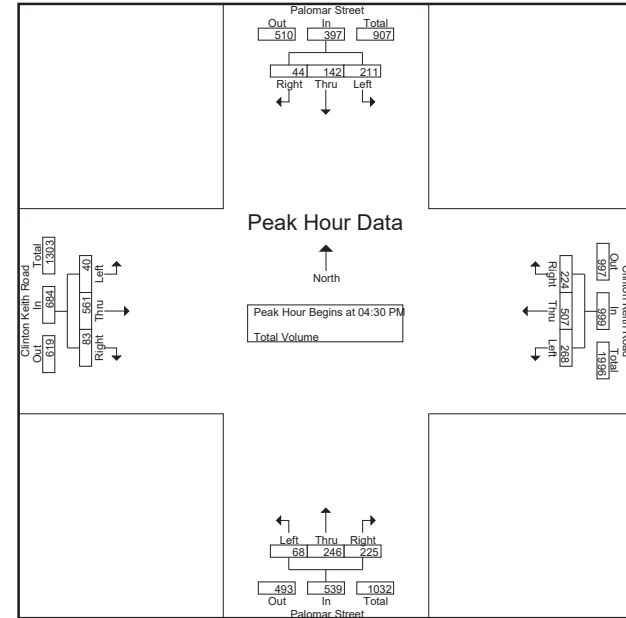 Palomar Street
Out In Total
510 397 907
44 142 211
Right Thru Left
Peak Hour Data
North
Peak Hour Begins at 04:30 PM
Total Volume
Clinton Keith Road
Total In Out
1303 684 619
Left Thru Right
40 561 83
Right Thru Left
224 507 268
Out In Total
997 999 1996
Clinton Keith Road
Left Thru Right
68 246 225
493 539 1032
Out In Total
Palomar Street